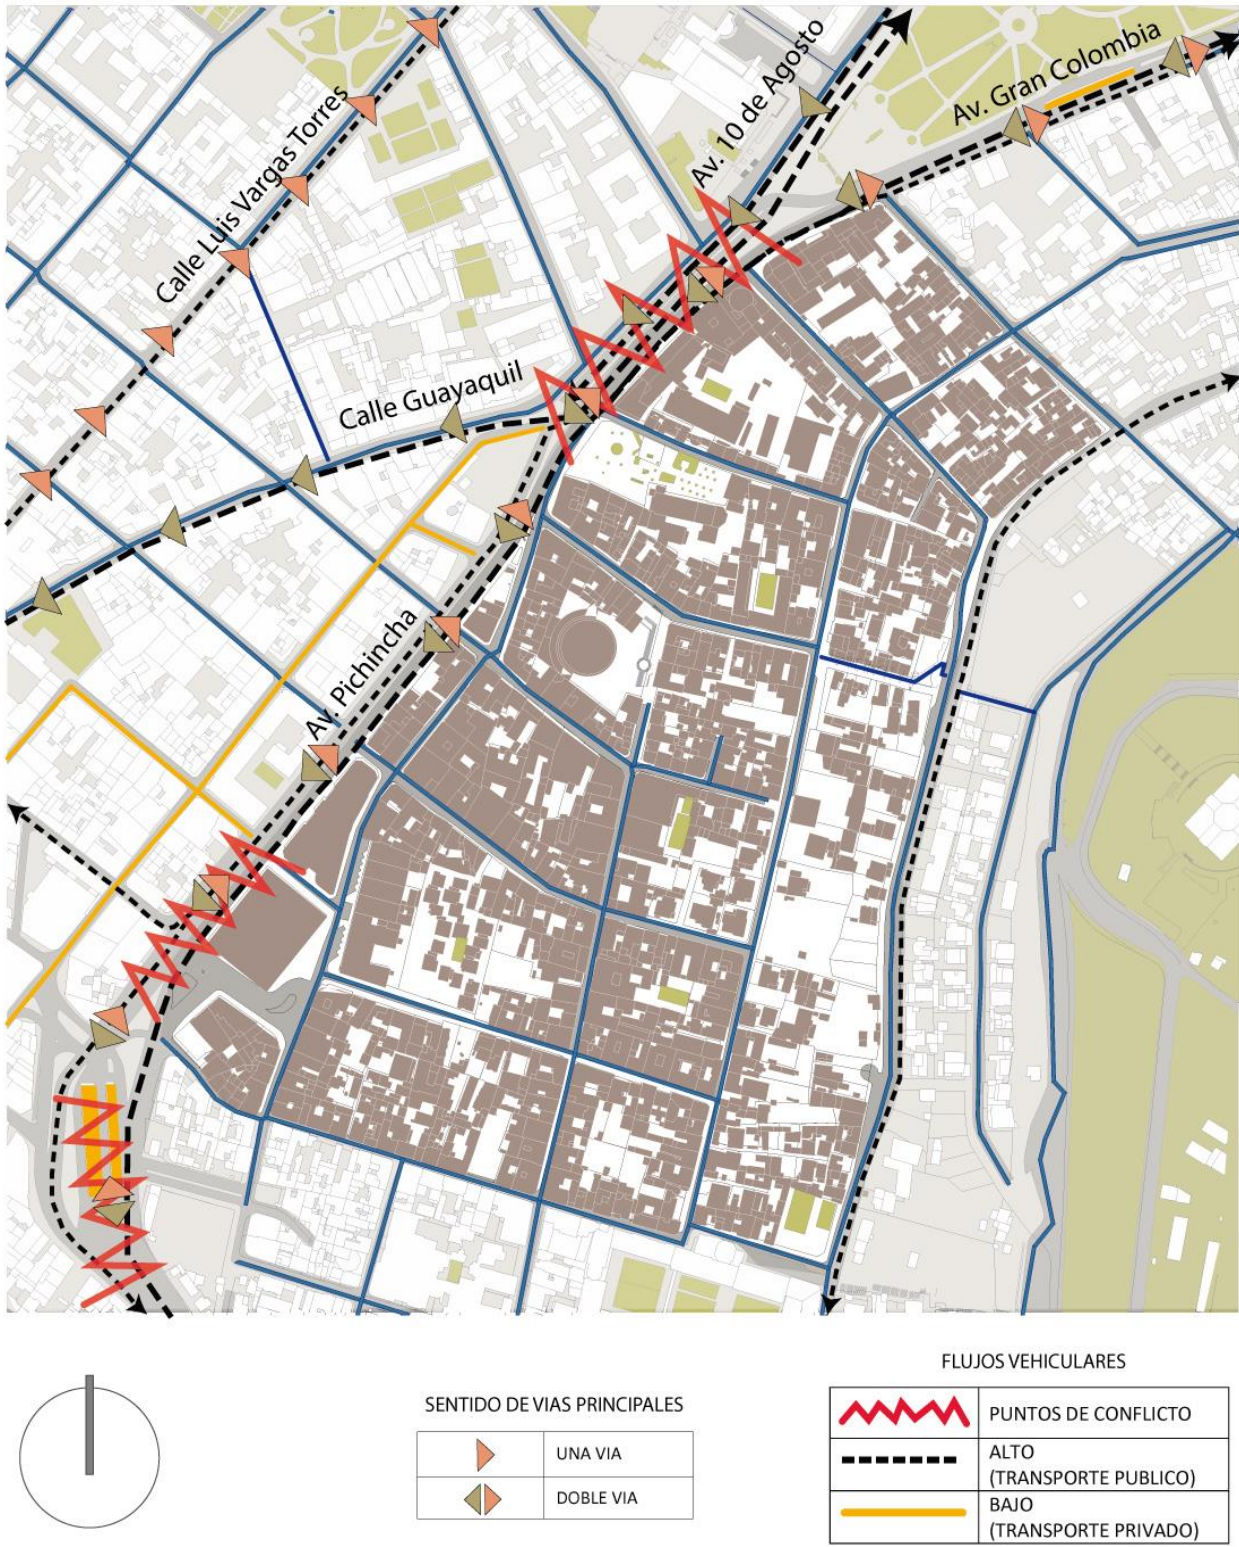 Av. 10 de Agosto
Av. Gran Colombia
Calle Luis Vargas Torres
Calle Guayaquil
Av. Pichincha
FLUJOS VEHICULARES
SENTIDO DE VIAS PRINCIPALES
UNA VIA
DOBLE VIA
PUNTOS DE CONFLICTO
ALTO
(TRANSPORTE PUBLICO)
BAJO
(TRANSPORTE PRIVADO)